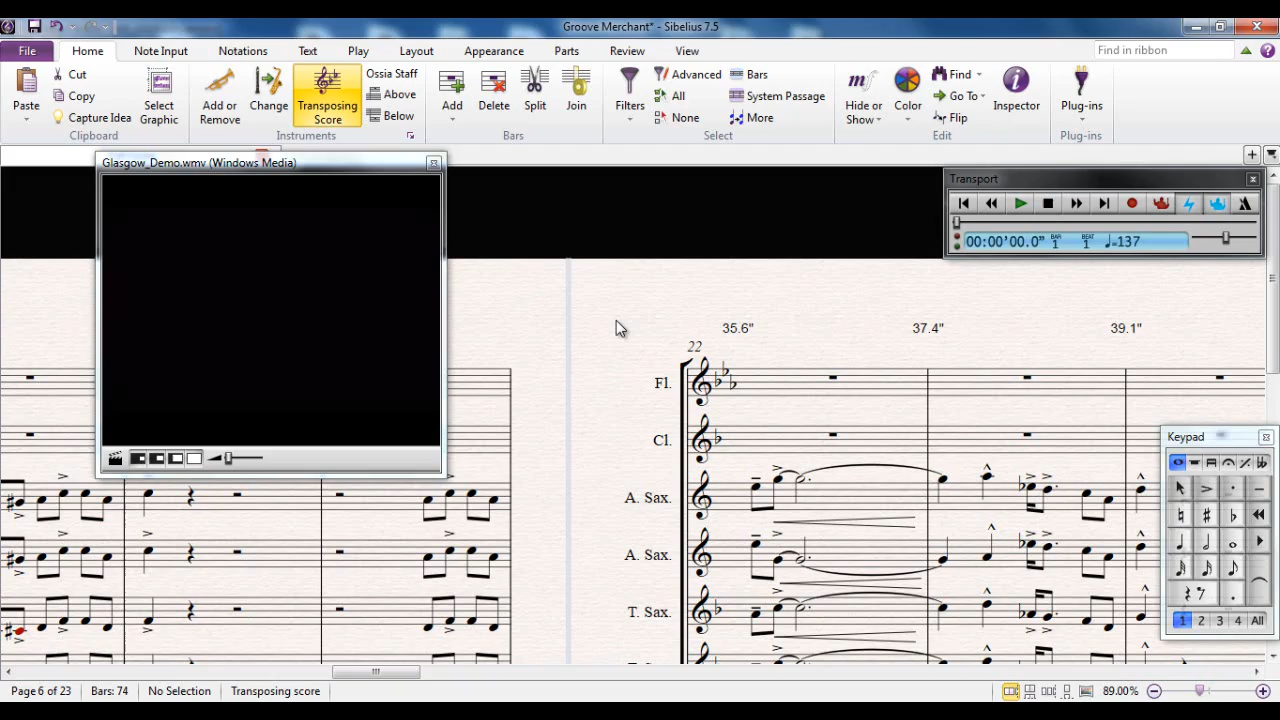 Groove Merchant* - Sibelius 7.5
File Home Note Input Notations Text Play Layout Appearance Parts Review View Find in ribbon
Paste Cut Copy Capture Idea Select Graphic Add or Remove Change Transposing Score Ossia Staff Above Below Add Delete Split Join Filters Advanced All None Bars System Passage More Hide or Show Color Find Go To Flip Inspector Plug-ins
Clipboard Instruments Bars Select Edit Plug-ins
Glasgow_Demo.wmv (Windows Media)
Transport
00:00'00.0" BAR 1 BEAT 1 ♩=137
35.6" 37.4" 39.1"
22
Fl.
Cl.
A. Sax.
A. Sax.
T. Sax.
Keypad
1 2 3 4 All
Page 6 of 23 Bars: 74 No Selection Transposing score 89.00%